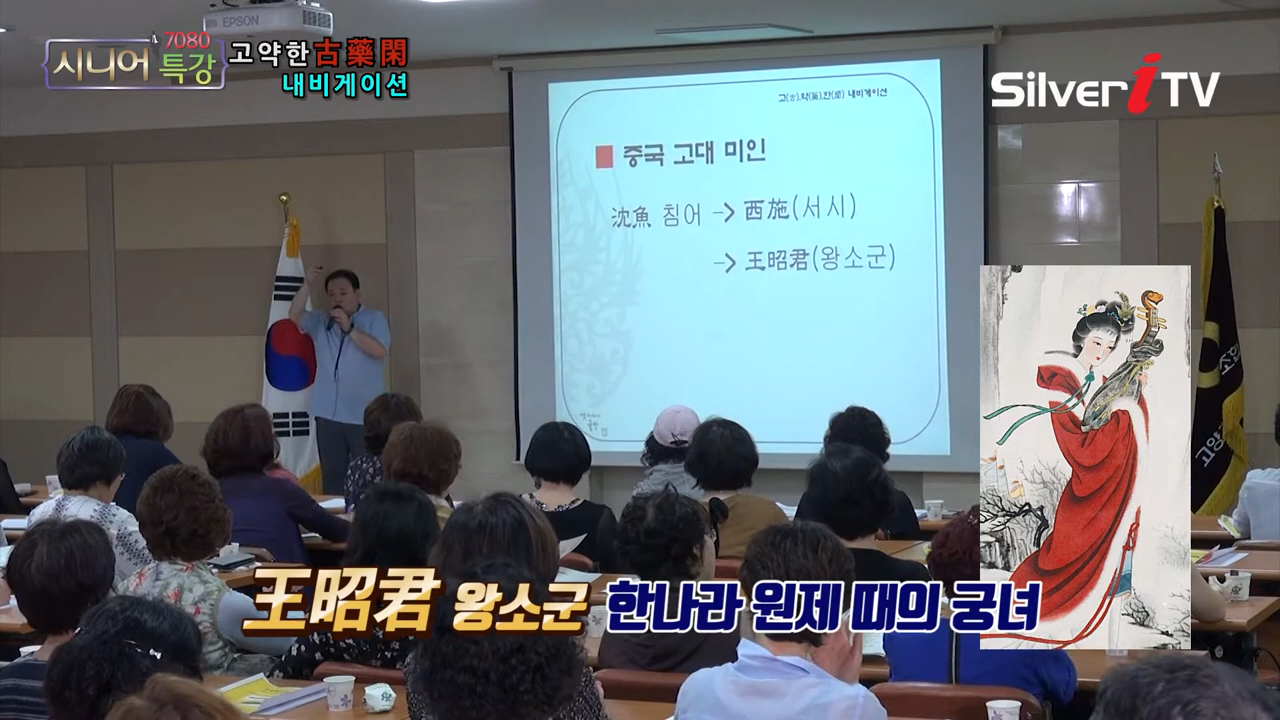 EPSON
시니어 7080 특강
고약한古藥閑
내비게이션
Silver i TV
고(古),약(藥),한(閑) 내비게이션
중국 고대 미인
沈魚 침어 -> 西施(서시)
-> 王昭君(왕소군)
王昭君 왕소군 한나라 원제 때의 궁녀